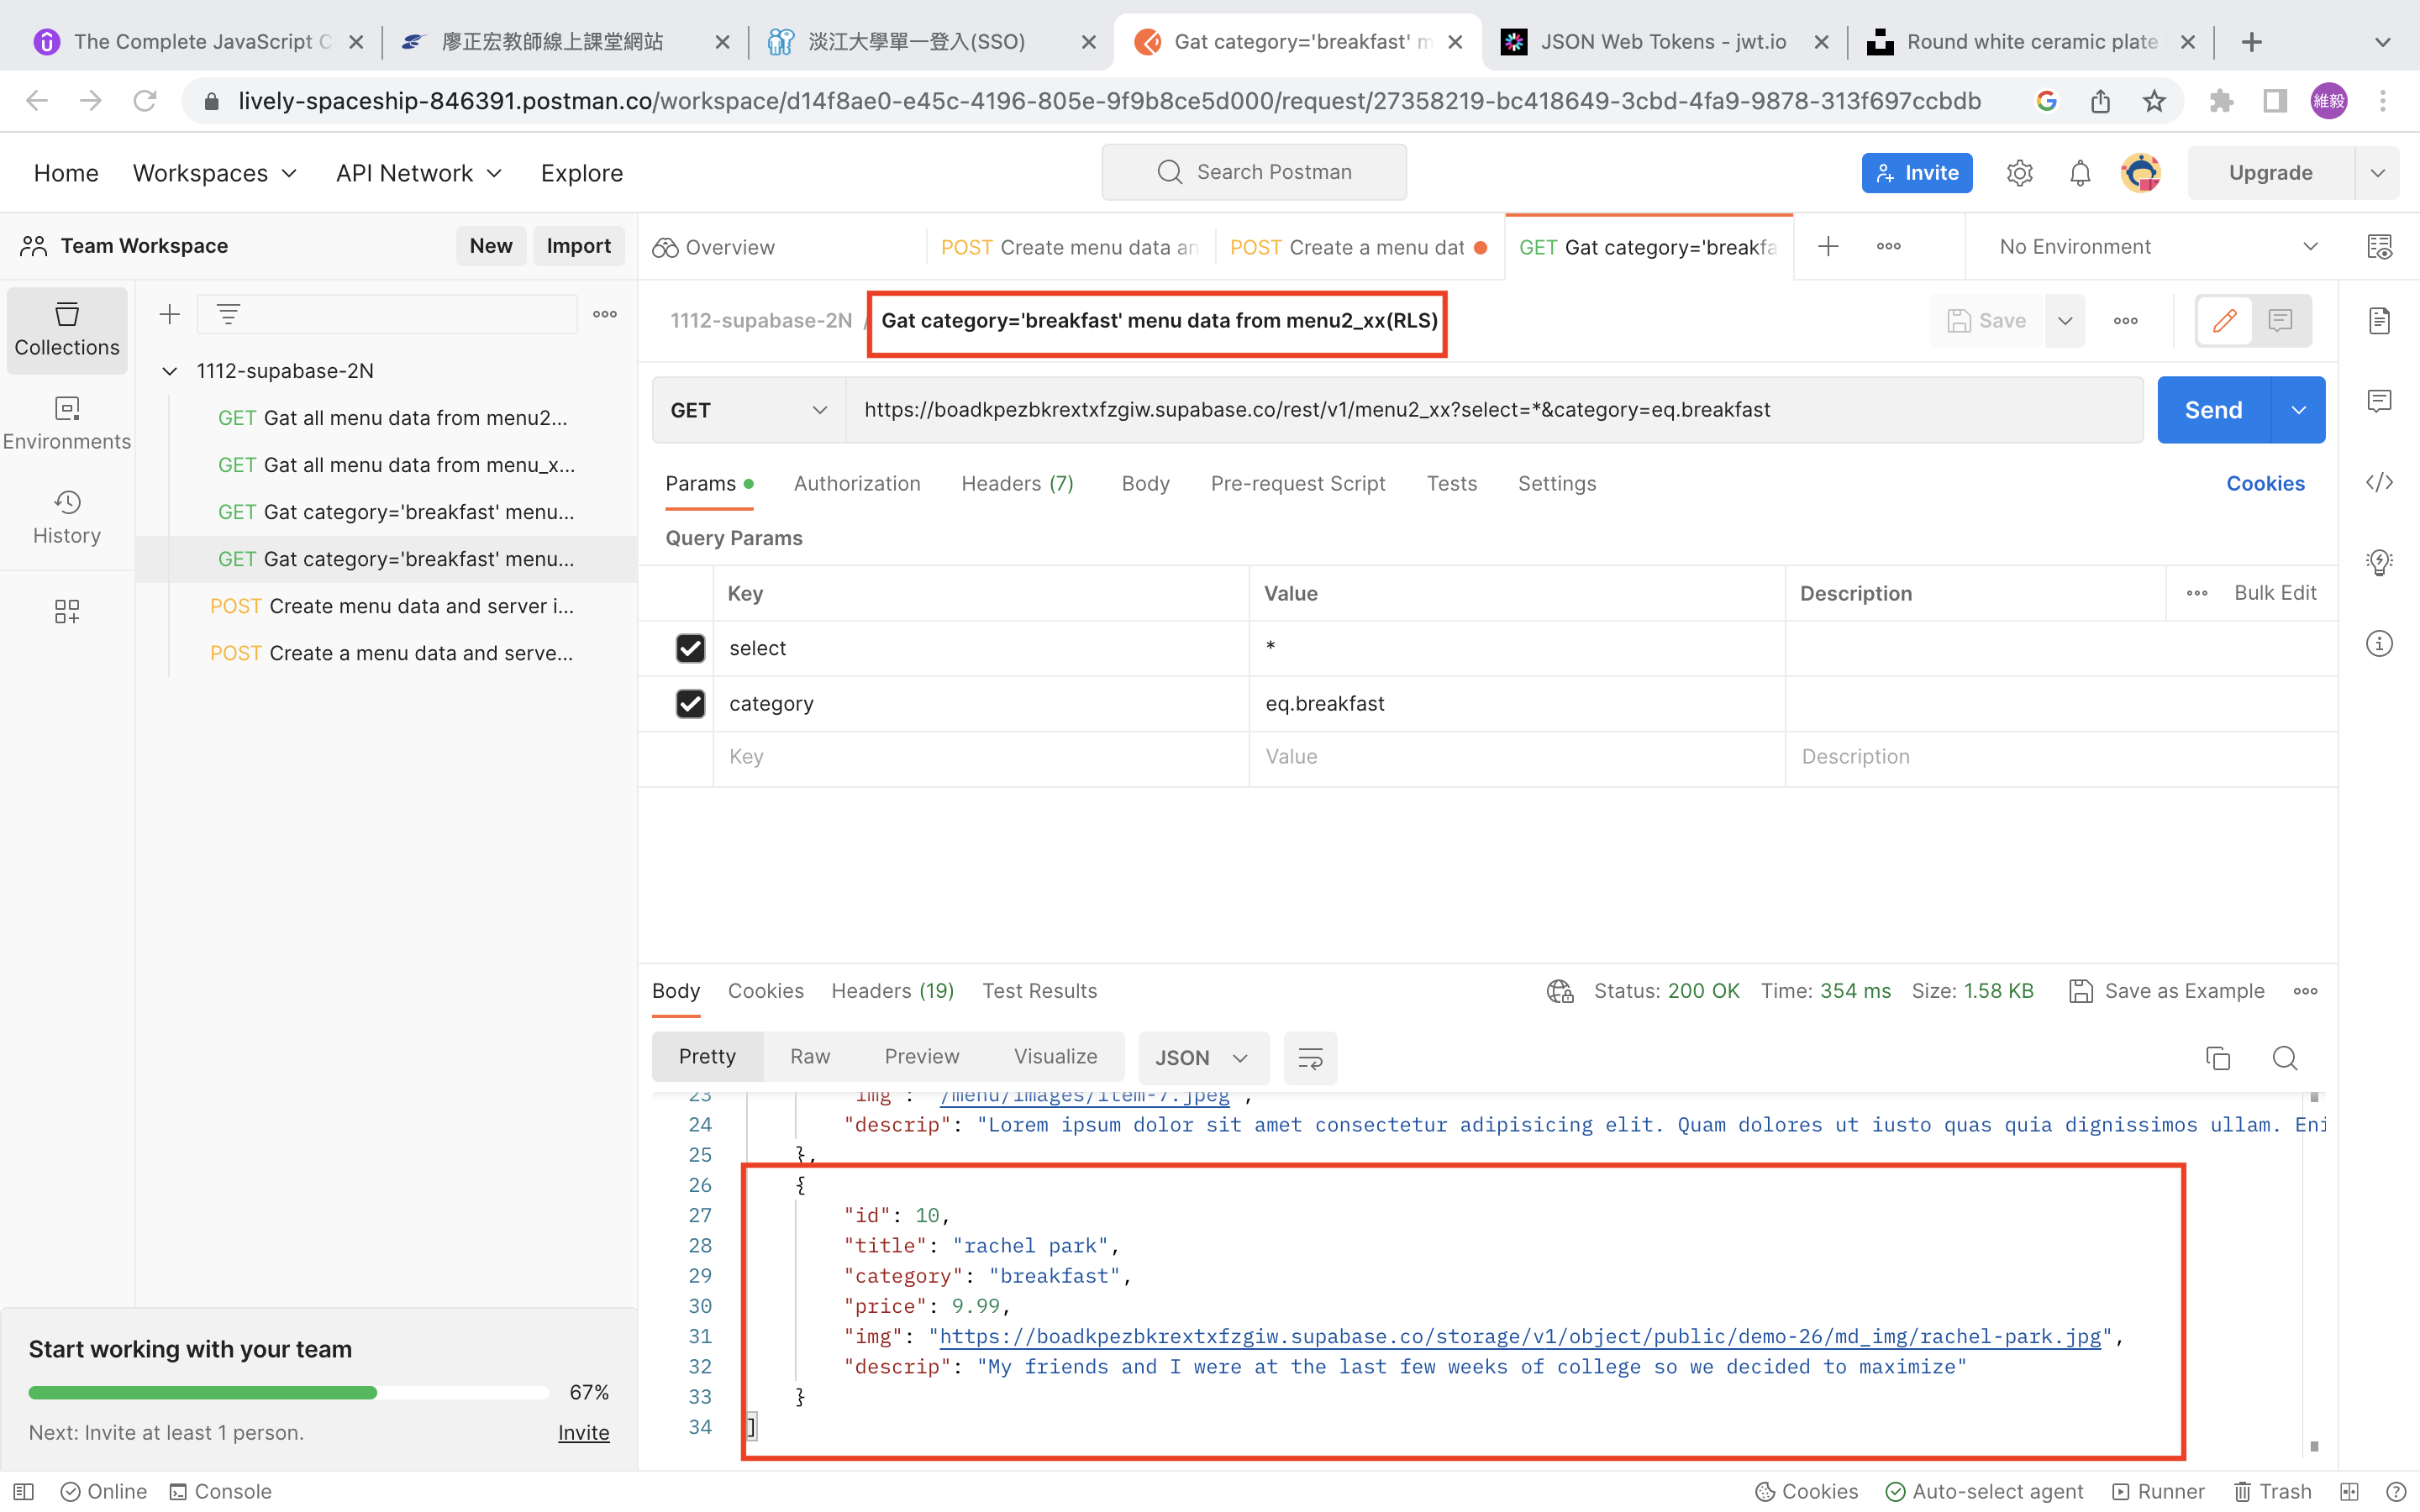 The Complete JavaScript C
廖正宏教師線上課堂網站
淡江大學單一登入(SSO)
Gat category='breakfast' m
JSON Web Tokens - jwt.io
Round white ceramic plate
lively-spaceship-846391.postman.co/workspace/d14f8ae0-e45c-4196-805e-9f9b8ce5d000/request/27358219-bc418649-3cbd-4fa9-9878-313f697ccbdb
維毅
Home Workspaces API Network Explore
Search Postman
Invite
Upgrade
Team Workspace
New Import
Overview
POST Create menu data an
POST Create a menu dat
GET Gat category='breakfa
No Environment
Collections
Environments
History
1112-supabase-2N
GET Gat all menu data from menu2...
GET Gat all menu data from menu_x...
GET Gat category='breakfast' menu...
GET Gat category='breakfast' menu...
POST Create menu data and server i...
POST Create a menu data and serve...
1112-supabase-2N / Gat category='breakfast' menu data from menu2_xx(RLS)
Save
GET https://boadkpezbkrextxfzgiw.supabase.co/rest/v1/menu2_xx?select=*&category=eq.breakfast
Send
Params Authorization Headers (7) Body Pre-request Script Tests Settings
Cookies
Query Params
Key Value Description Bulk Edit
select *
category eq.breakfast
Key Value Description
Body Cookies Headers (19) Test Results
Status: 200 OK Time: 354 ms Size: 1.58 KB Save as Example
Pretty Raw Preview Visualize JSON
23 "img": "/menu/images/item-7.jpeg",
24 "descrip": "Lorem ipsum dolor sit amet consectetur adipisicing elit. Quam dolores ut iusto quas quia dignissimos ullam. Eni
25 },
26 {
27 "id": 10,
28 "title": "rachel park",
29 "category": "breakfast",
30 "price": 9.99,
31 "img": "https://boadkpezbkrextxfzgiw.supabase.co/storage/v1/object/public/demo-26/md_img/rachel-park.jpg",
32 "descrip": "My friends and I were at the last few weeks of college so we decided to maximize"
33 }
34 ]
Start working with your team
67%
Next: Invite at least 1 person. Invite
Online Console
Cookies Auto-select agent Runner Trash